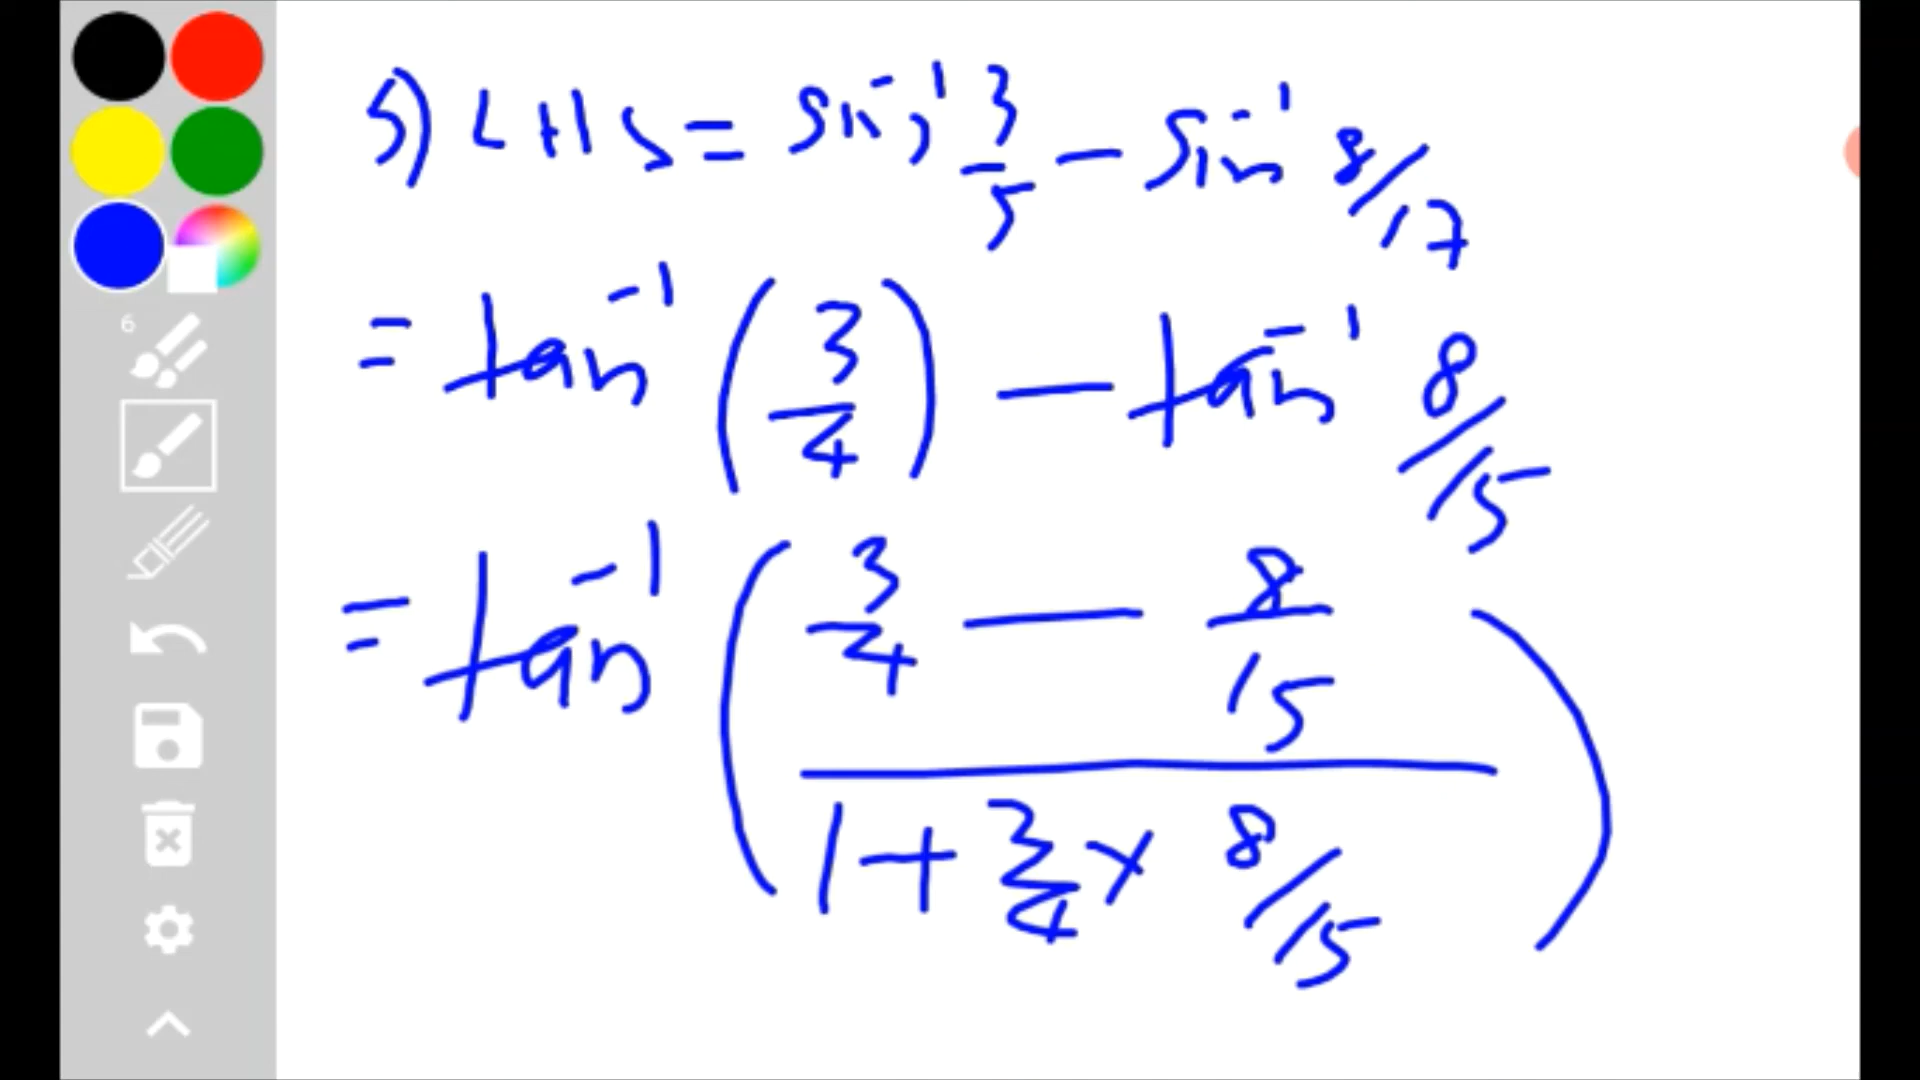 6
5) LHS = sin⁻¹ 3/5 − sin⁻¹ 8/17
= tan⁻¹ (3/4) − tan⁻¹ 8/15
= tan⁻¹ ( (3/4 − 8/15) / (1 + 3/4 × 8/15) )